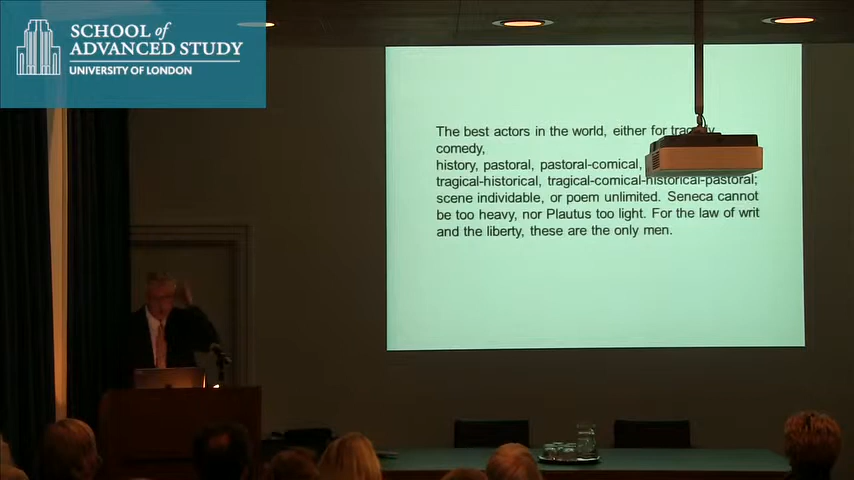 SCHOOL of
ADVANCED STUDY
UNIVERSITY OF LONDON
The best actors in the world, either for tragedy,
comedy,
history, pastoral, pastoral-comical,
tragical-historical, tragical-comical-historical-pastoral;
scene individable, or poem unlimited. Seneca cannot
be too heavy, nor Plautus too light. For the law of writ
and the liberty, these are the only men.